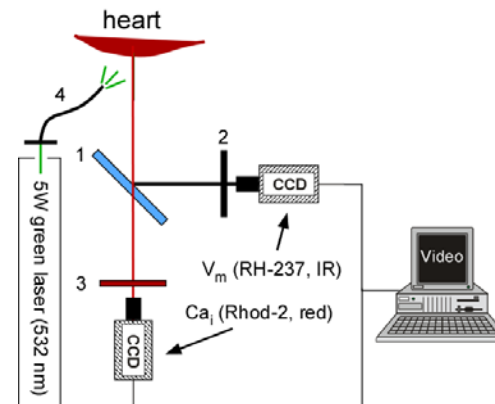 heart
4
1
2
CCD
5W green laser (532 nm)
Video
Vm (RH-237, IR)
3
Cai (Rhod-2, red)
CCD